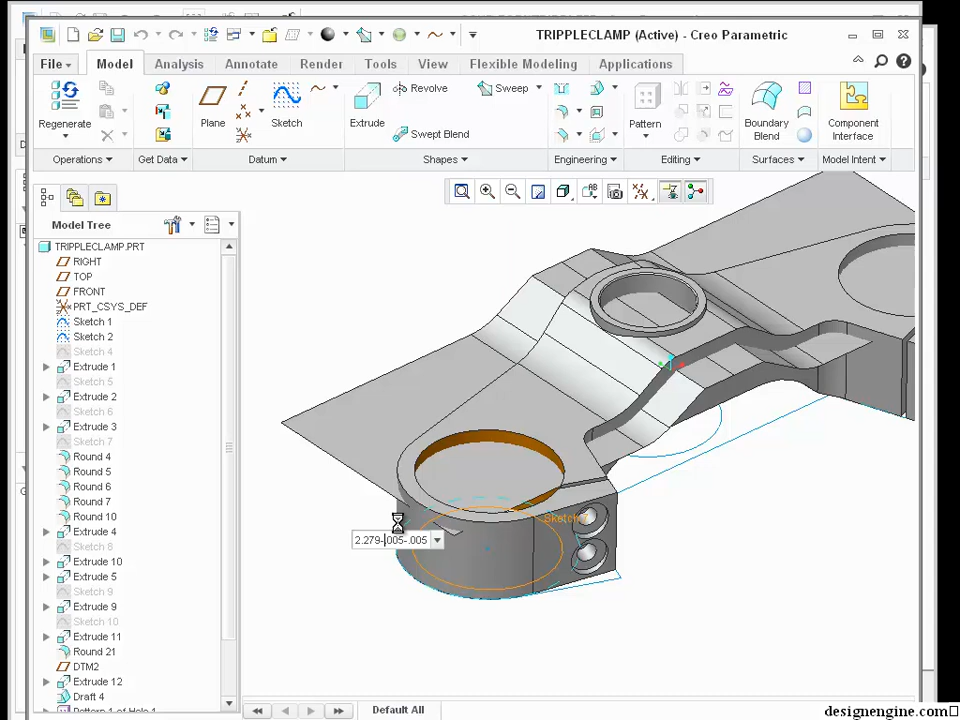 TRIPPLECLAMP (Active) - Creo Parametric
File Model Analysis Annotate Render Tools View Flexible Modeling Applications
Regenerate
Plane
Sketch
Extrude
Revolve
Swept Blend
Sweep
Pattern
Boundary Blend
Component Interface
Operations Get Data Datum Shapes Engineering Editing Surfaces Model Intent
Model Tree
TRIPPLECLAMP.PRT
RIGHT
TOP
FRONT
PRT_CSYS_DEF
Sketch 1
Sketch 2
Sketch 4
Extrude 1
Sketch 5
Extrude 2
Sketch 6
Extrude 3
Sketch 7
Round 4
Round 5
Round 6
Round 7
Round 10
Extrude 4
Sketch 8
Extrude 10
Extrude 5
Sketch 9
Extrude 9
Sketch 10
Extrude 11
Round 21
DTM2
Extrude 12
Draft 4
Pattern 1 of Hole 1
2.279-.005-.005
Default All
designengine.com